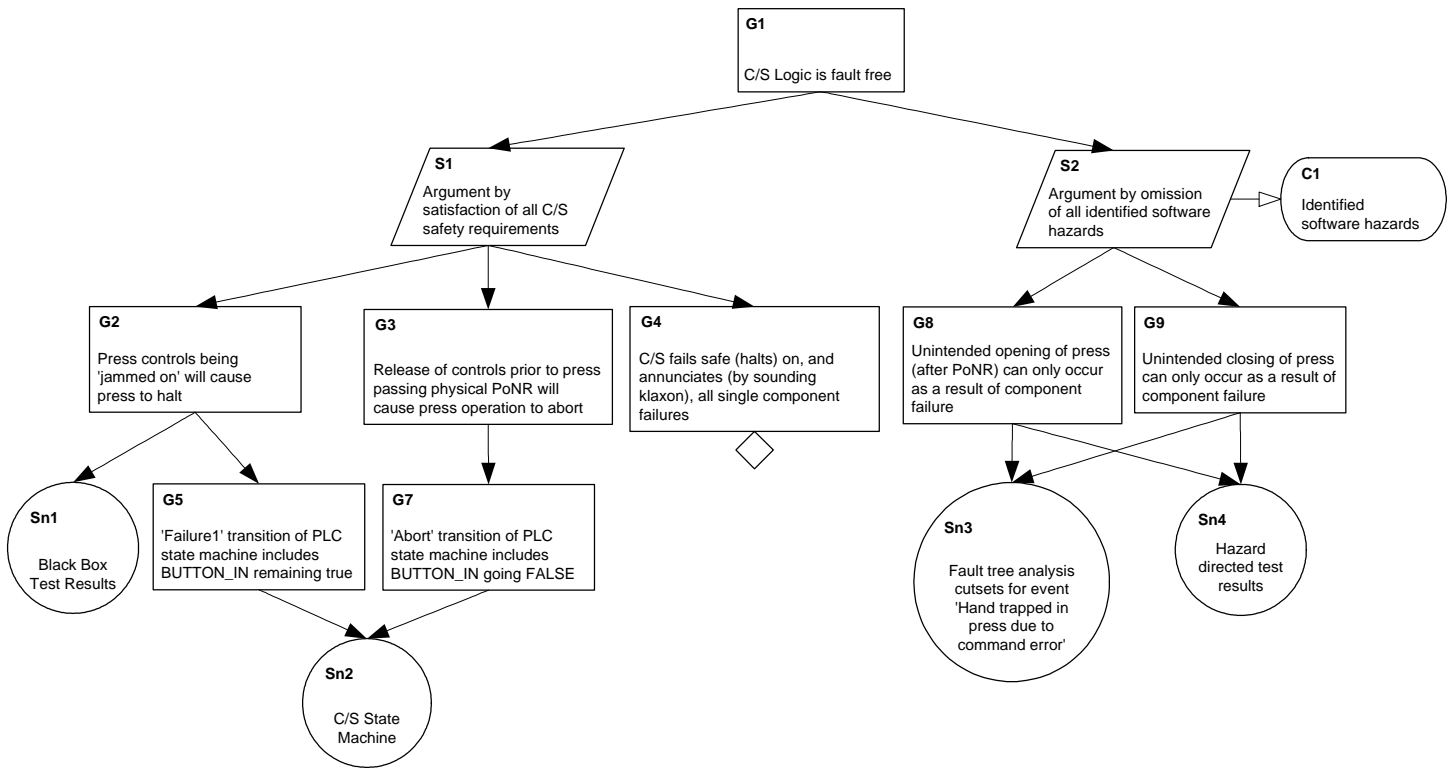 G1
C/S Logic is fault free
S1
Argument by
satisfaction of all C/S
safety requirements
S2
Argument by omission
of all identified software
hazards
C1
Identified
software hazards
G2
Press controls being
'jammed on' will cause
press to halt
G3
Release of controls prior to press
passing physical PoNR will
cause press operation to abort
G4
C/S fails safe (halts) on, and
annunciates (by sounding
klaxon), all single component
failures
G8
Unintended opening of press
(after PoNR) can only occur
as a result of component
failure
G9
Unintended closing of press
can only occur as a result of
component failure
Sn1
Black Box
Test Results
G5
'Failure1' transition of PLC
state machine includes
BUTTON_IN remaining true
G7
'Abort' transition of PLC
state machine includes
BUTTON_IN going FALSE
Sn3
Fault tree analysis
cutsets for event
'Hand trapped in
press due to
command error'
Sn4
Hazard
directed test
results
Sn2
C/S State
Machine